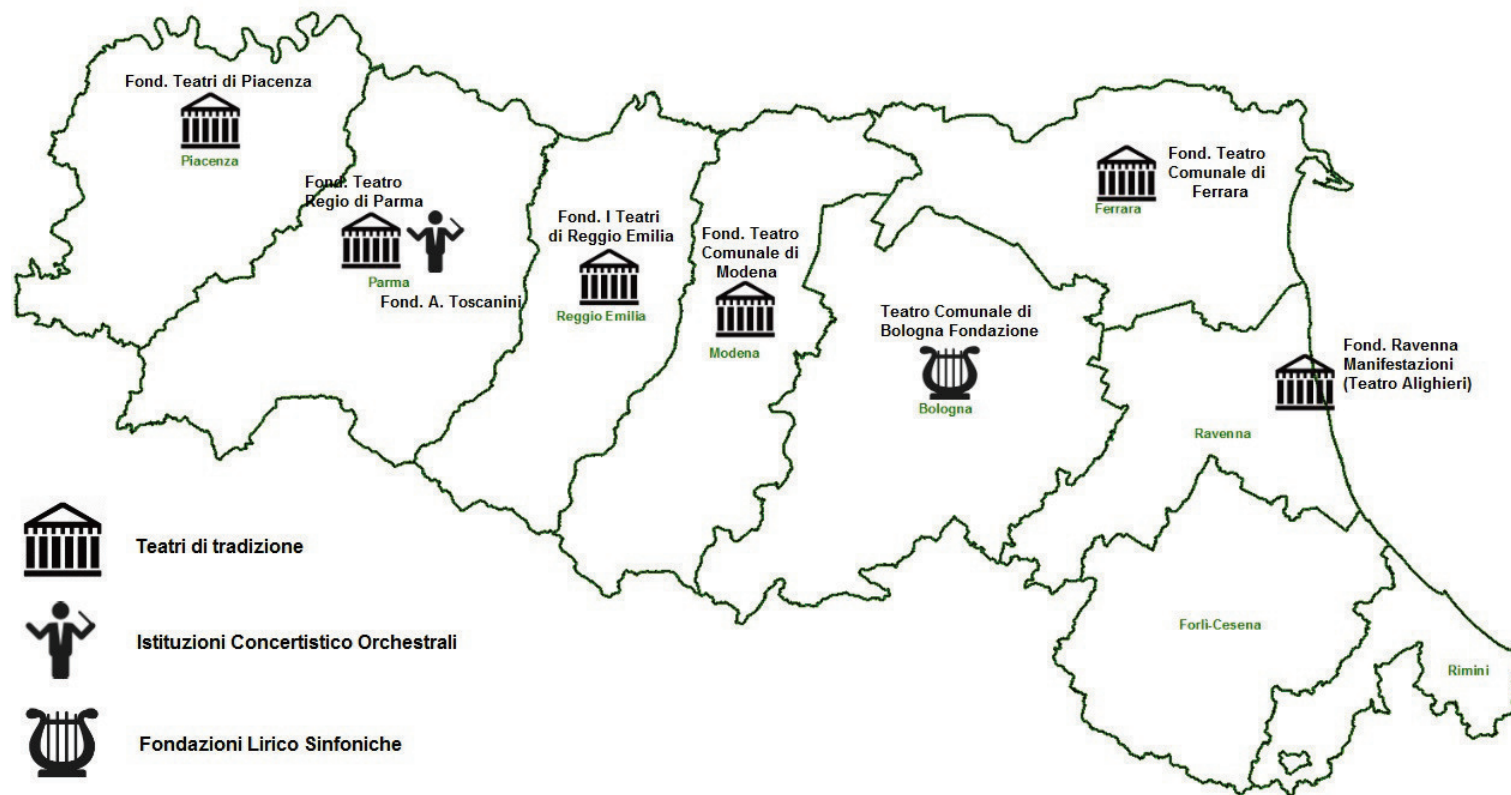 Fond. Teatri di Piacenza
Piacenza
Fond. Teatro
Regio di Parma
Parma
Fond. A. Toscanini
Fond. I Teatri
di Reggio Emilia
Reggio Emilia
Fond. Teatro
Comunale di
Modena
Modena
Teatro Comunale di
Bologna Fondazione
Bologna
Fond. Teatro
Comunale di
Ferrara
Ferrara
Fond. Ravenna
Manifestazioni
(Teatro Alighieri)
Ravenna
Forlì-Cesena
Rimini
Teatri di tradizione
Istituzioni Concertistico Orchestrali
Fondazioni Lirico Sinfoniche